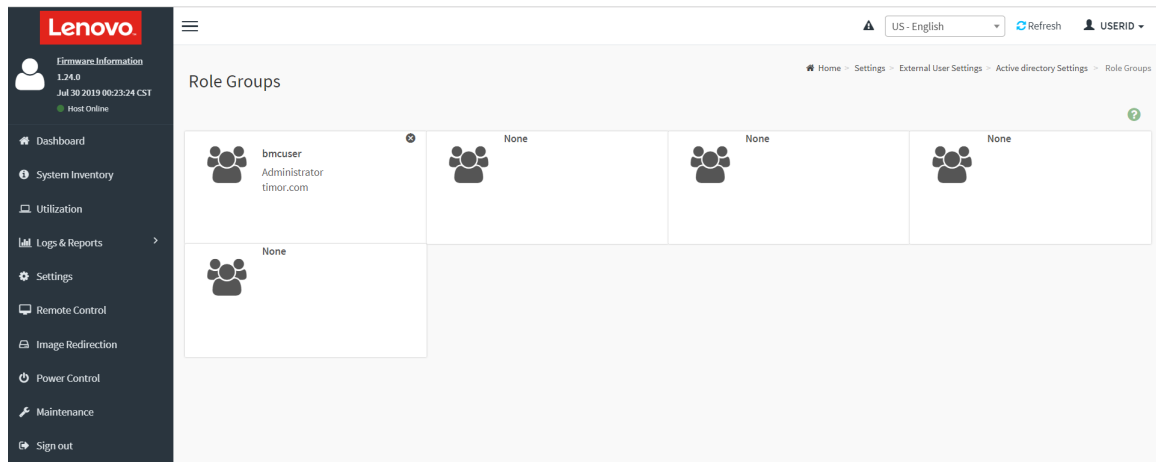 Lenovo
US - English
Refresh
USERID
Firmware Information
1.24.0
Jul 30 2019 00:23:24 CST
Host Online
Role Groups
Home > Settings > External User Settings > Active directory Settings > Role Groups
?
Dashboard
System Inventory
Utilization
Logs & Reports >
Settings
Remote Control
Image Redirection
Power Control
Maintenance
Sign out
bmcuser
Administrator
timor.com
None
None
None
None